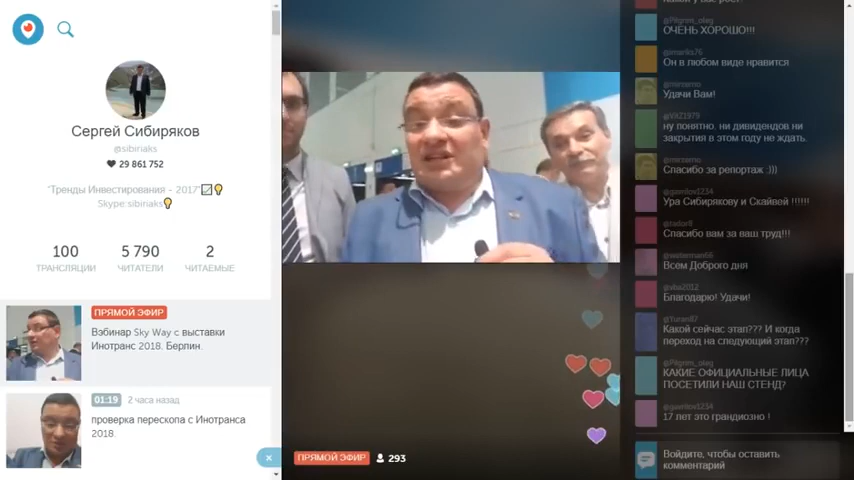 Сергей Сибиряков
@sibiriaks
29 861 752
"Тренды Инвестирования - 2017"
Skype:sibiriaks
100
5 790
2
ТРАНСЛЯЦИИ
ЧИТАТЕЛИ
ЧИТАЕМЫЕ
ПРЯМОЙ ЭФИР
Вэбинар Sky Way с выставки
Инотранс 2018. Берлин.
01:19
2 часа назад
проверка перескопа с Инотранса
2018.
ПРЯМОЙ ЭФИР
293
@Pilgrim_oleg
ОЧЕНЬ ХОРОШО!!!
Он в любом виде нравится
Удачи Вам!
ну понятно. ни дивидендов ни
закрытия в этом году не ждать.
Спасибо за репортаж :)))
Ура Сибирякову и Скайвей !!!!!!
Спасибо вам за ваш труд!!!
Всем Доброго дня
Благодарю! Удачи!
Какой сейчас этап??? И когда
переход на следующий этап???
@Pilgrim_oleg
КАКИЕ ОФИЦИАЛЬНЫЕ ЛИЦА
ПОСЕТИЛИ НАШ СТЕНД?
17 лет это грандиозно !
Войдите, чтобы оставить
комментарий